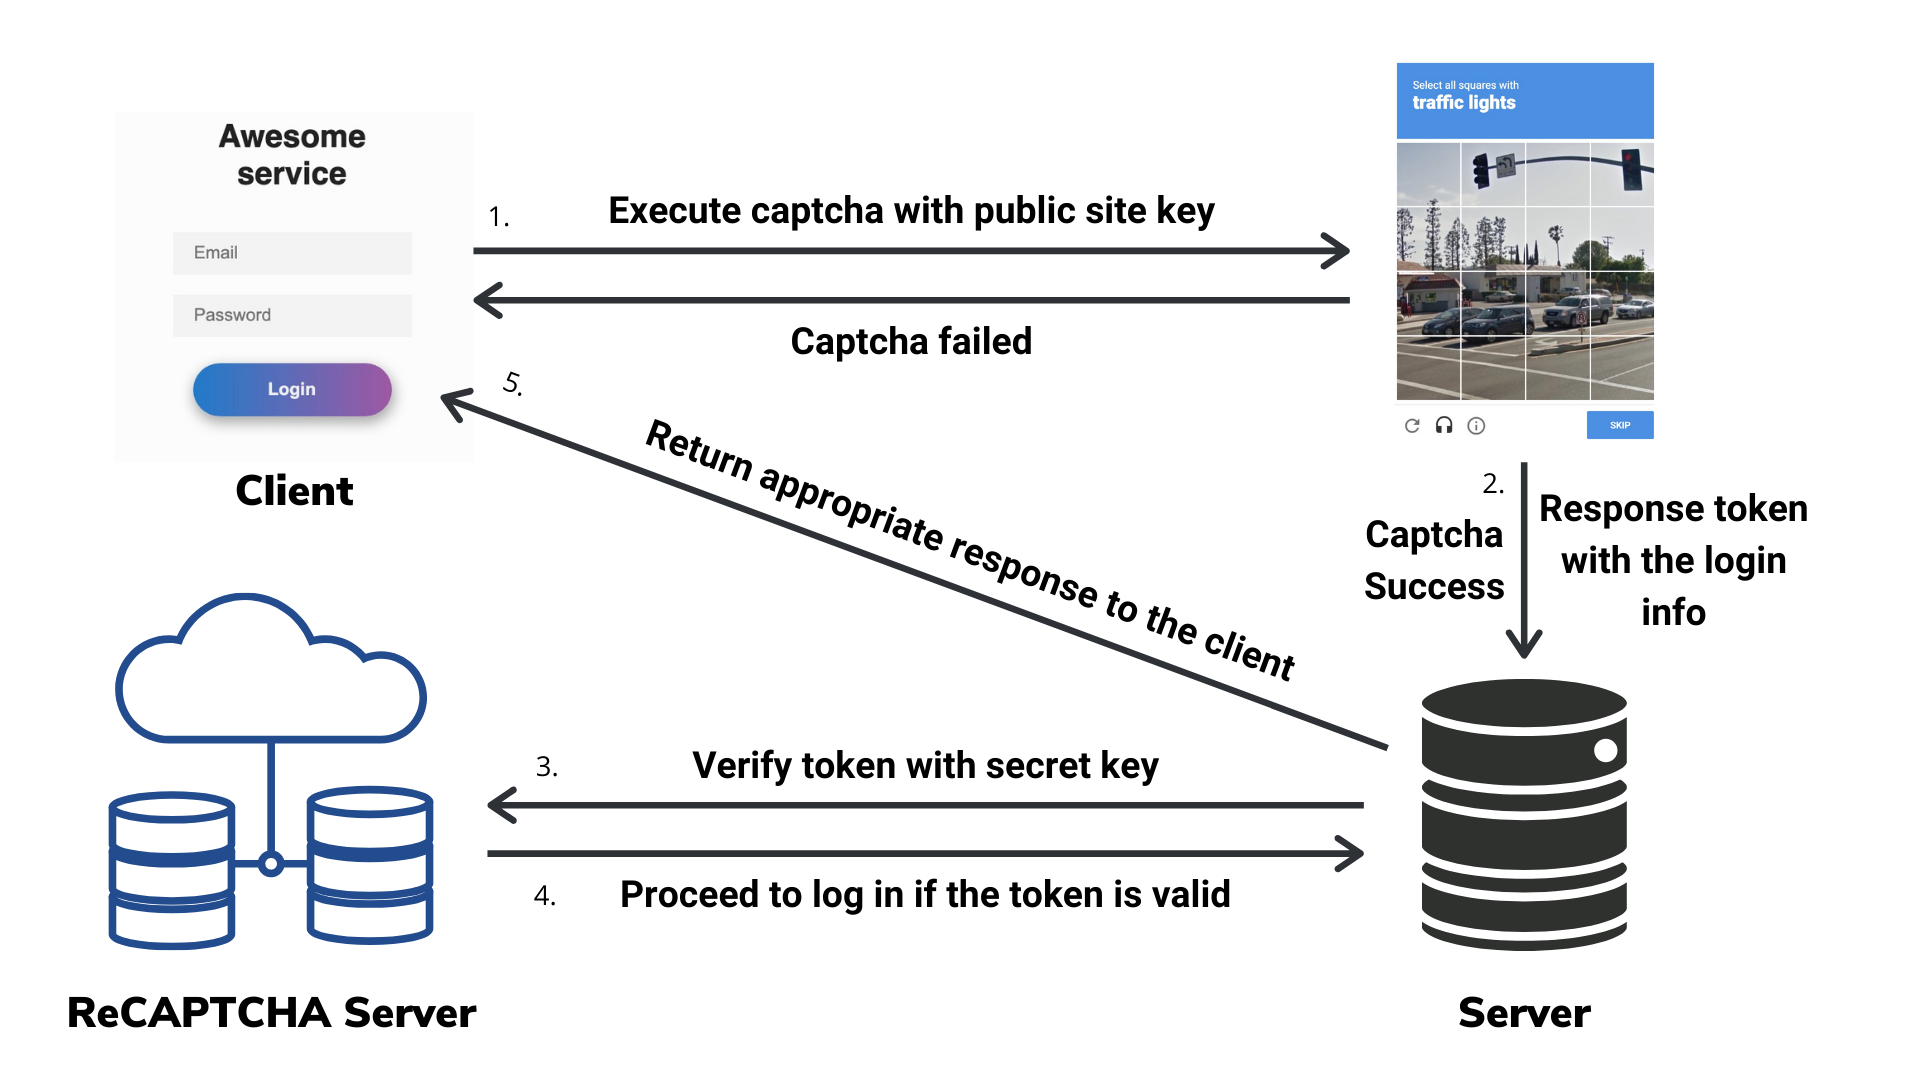 Select all squares with
traffic lights
Awesome
service
Email
Password
Login
Client
1.
Execute captcha with public site key
Captcha failed
5.
Return appropriate response to the client
SKIP
2.
Captcha
Success
Response token
with the login
info
3.
Verify token with secret key
4.
Proceed to log in if the token is valid
ReCAPTCHA Server
Server